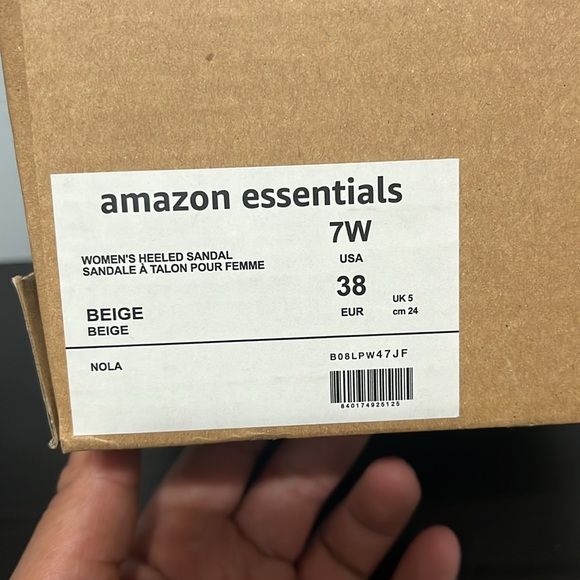 amazon essentials
7W
USA
WOMEN'S HEELED SANDAL
SANDALE À TALON POUR FEMME
38
EUR
UK 5
cm 24
BEIGE
BEIGE
NOLA
B08LPW47JF
840174925125